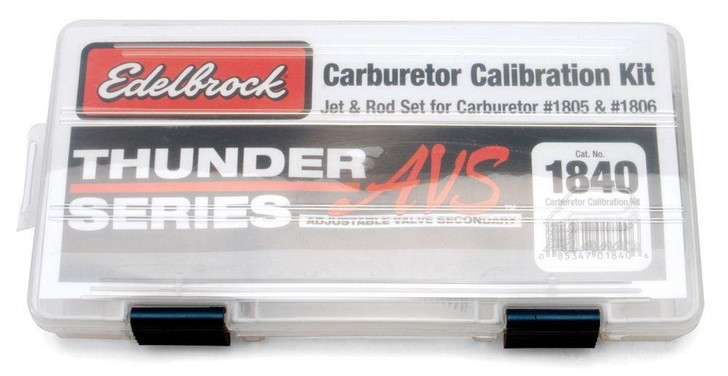 Edelbrock
Carburetor Calibration Kit
Jet & Rod Set for Carburetor #1805 & #1806
THUNDER AVS
SERIES
ADJUSTABLE VALVE SECONDARY
Cat. No.
1840
Carburetor Calibration Kit
0 85347 01840 6